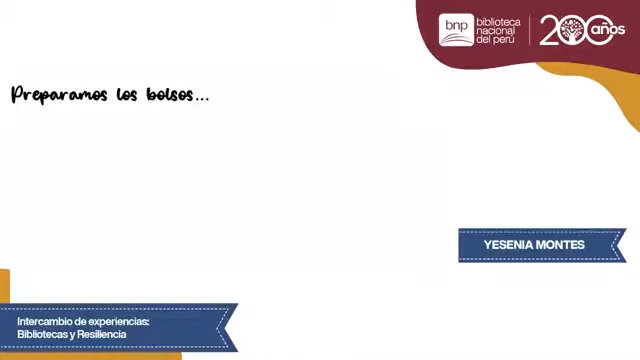 bnp
biblioteca
nacional
del perú
200 años
Preparamos los bolsos...
YESENIA MONTES
Intercambio de experiencias:
Bibliotecas y Resiliencia